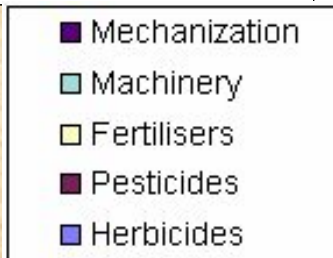 Mechanization
Machinery
Fertilisers
Pesticides
Herbicides